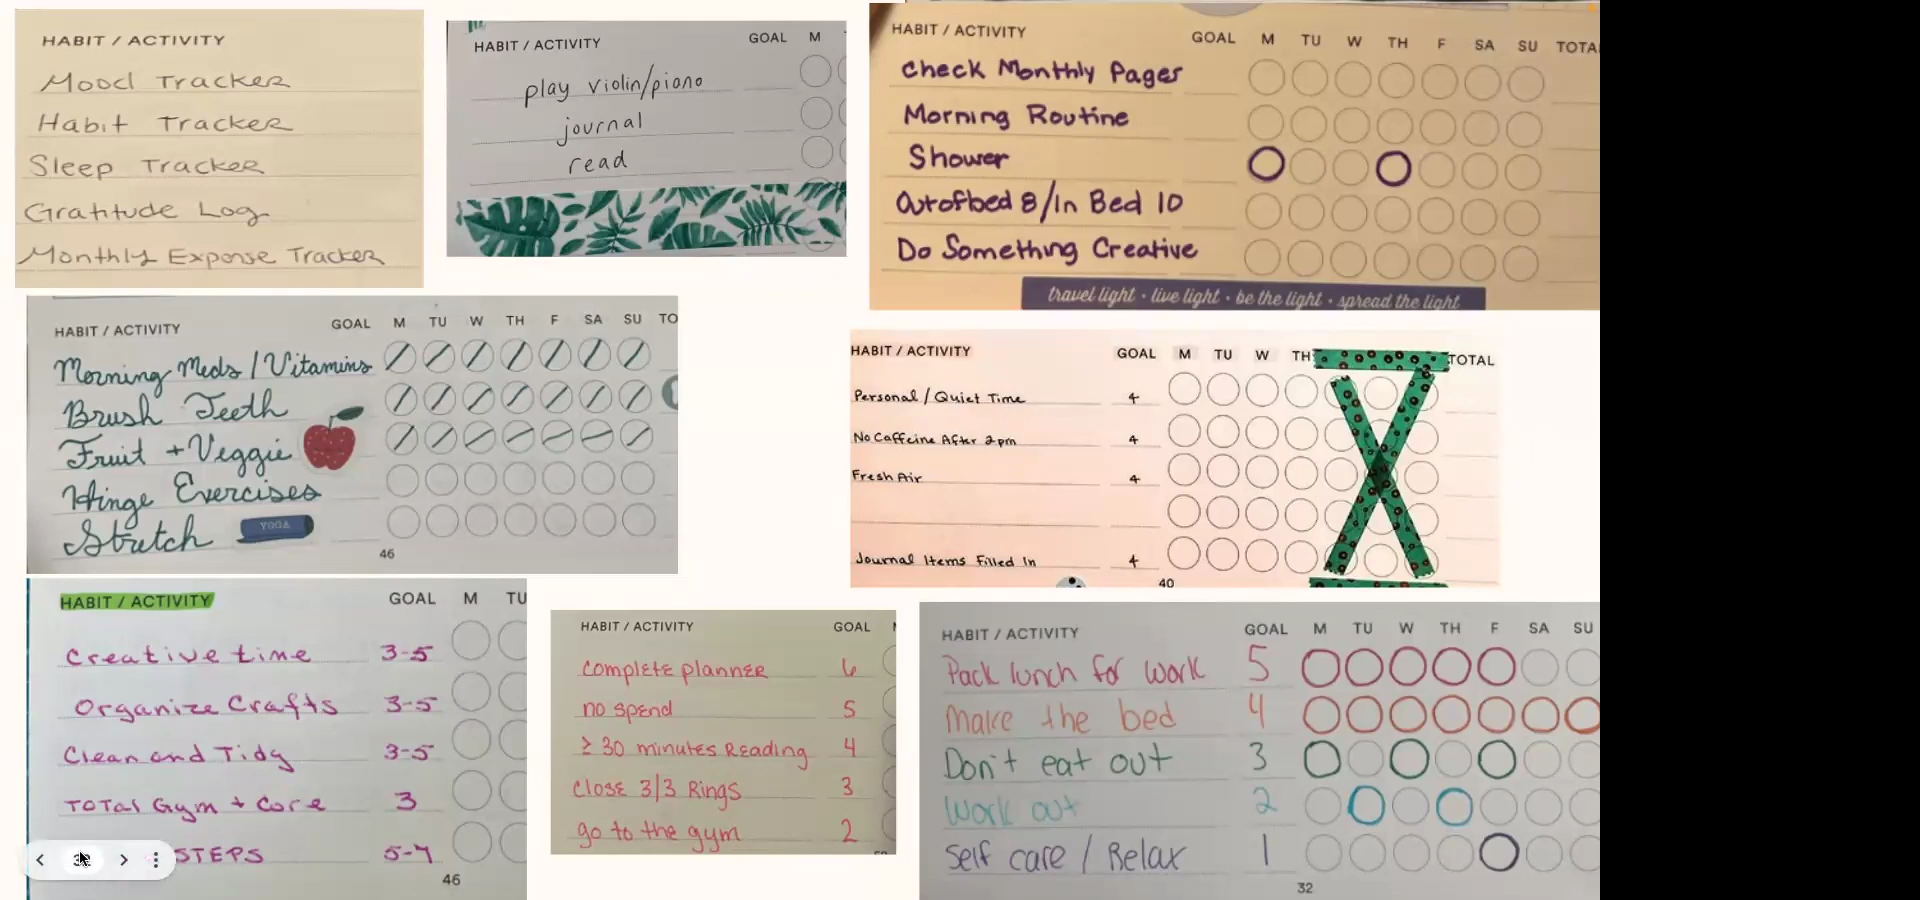 HABIT / ACTIVITY
Mood Tracker
Habit Tracker
Sleep Tracker
Gratitude Log
Monthly Expense Tracker
HABIT / ACTIVITY GOAL M
play violin/piano
journal
read
HABIT / ACTIVITY GOAL M TU W TH F SA SU TOTA
Check Monthly Pages
Morning Routine
Shower
Outofbed 8/In Bed 10
Do Something Creative
travel light • live light • be the light • spread the light
HABIT / ACTIVITY GOAL M TU W TH F SA SU TO
Morning Meds / Vitamins
Brush Teeth
Fruit + Veggie
Hinge Exercises
Stretch
YOGA
46
HABIT / ACTIVITY GOAL M TU W TH TOTAL
Personal / Quiet Time 4
No Caffeine After 2pm 4
Fresh Air 4
Journal Items Filled In 4
40
HABIT / ACTIVITY GOAL M TU
Creative time 3-5
Organize Crafts 3-5
Clean and Tidy 3-5
Total Gym + Core 3
STEPS 5-7
46
HABIT / ACTIVITY GOAL
complete planner 6
no spend 5
≥ 30 minutes Reading 4
close 3/3 Rings 3
go to the gym 2
HABIT / ACTIVITY GOAL M TU W TH F SA SU
Pack lunch for work 5
Make the bed 4
Don't eat out 3
Work out 2
Self care / Relax 1
32